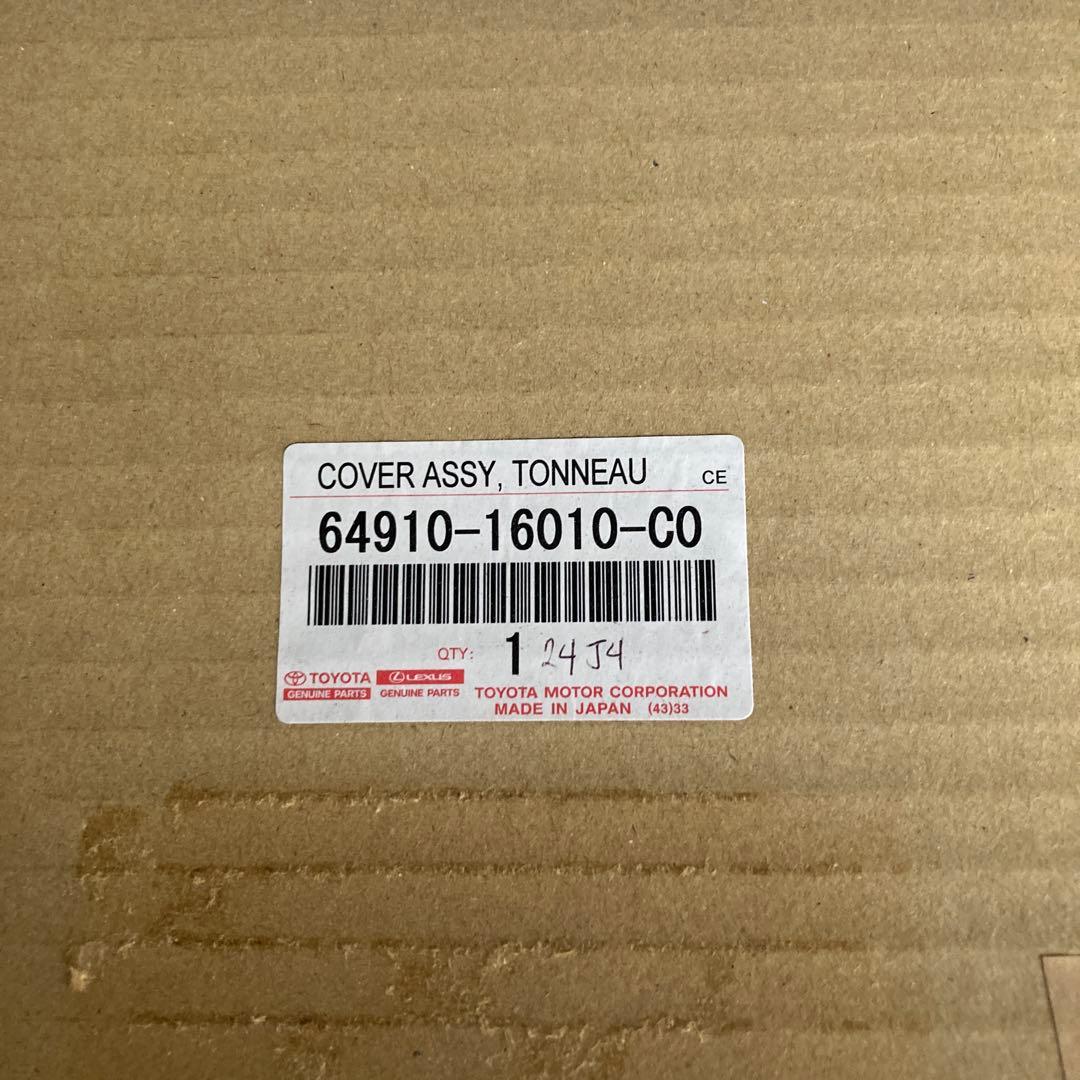 COVER ASSY, TONNEAU CE
64910-16010-C0
QTY: 1 24J4
TOYOTA LEXUS
GENUINE PARTS GENUINE PARTS TOYOTA MOTOR CORPORATION
MADE IN JAPAN (43)33